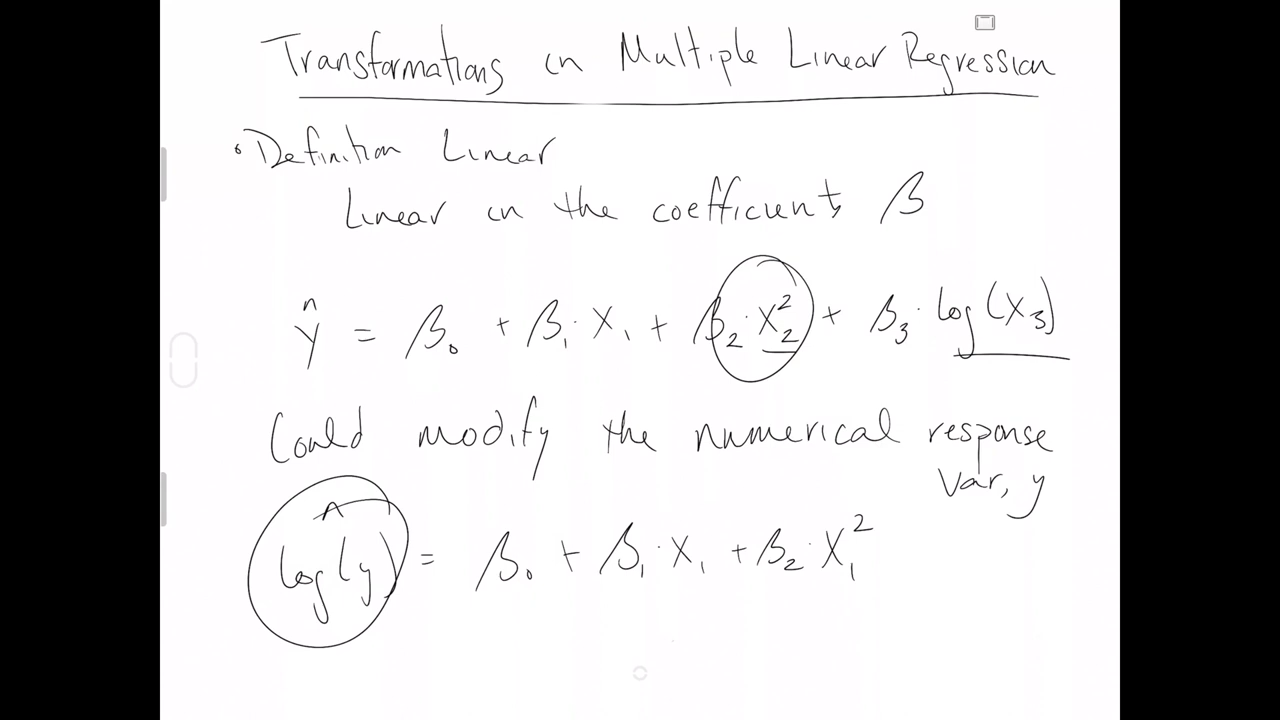 Transformations in Multiple Linear Regression
• Definition Linear
Linear in the coefficients β
ŷ = β₀ + β₁·X₁ + β₂·X₂² + β₃·log(X₃)
Could modify the numerical response
var, y
^log(y) = β₀ + β₁·X₁ + β₂·X₁²